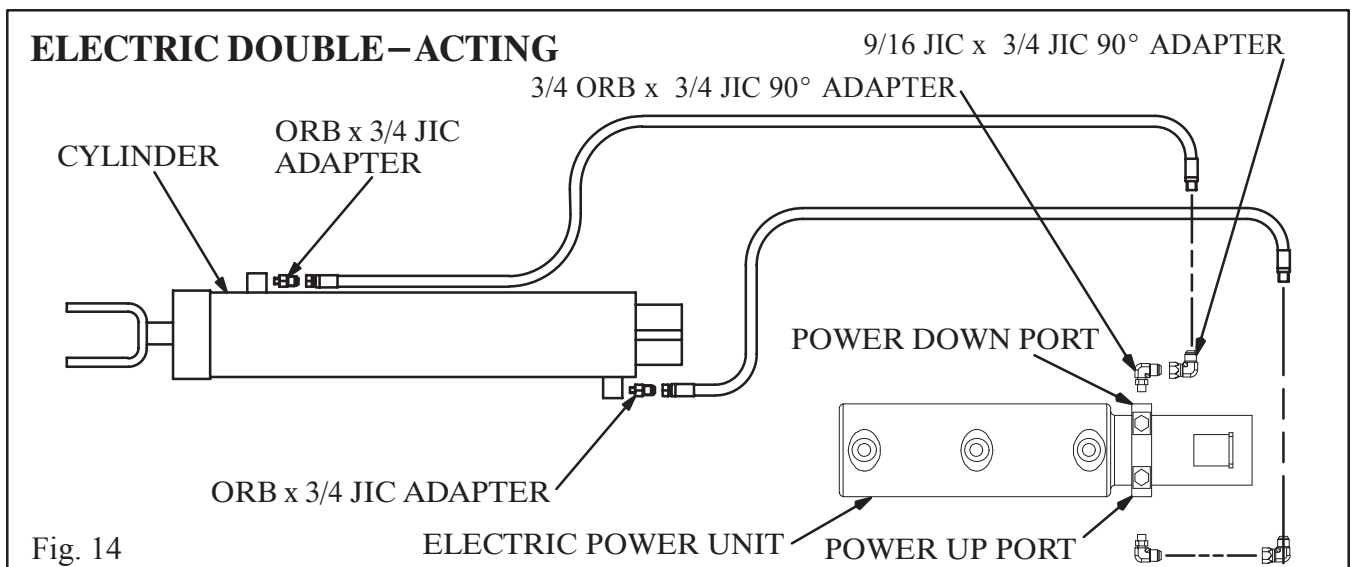 ELECTRIC DOUBLE–ACTING
9/16 JIC x 3/4 JIC 90° ADAPTER
3/4 ORB x 3/4 JIC 90° ADAPTER
ORB x 3/4 JIC
ADAPTER
CYLINDER
POWER DOWN PORT
ORB x 3/4 JIC ADAPTER
ELECTRIC POWER UNIT
POWER UP PORT
Fig. 14